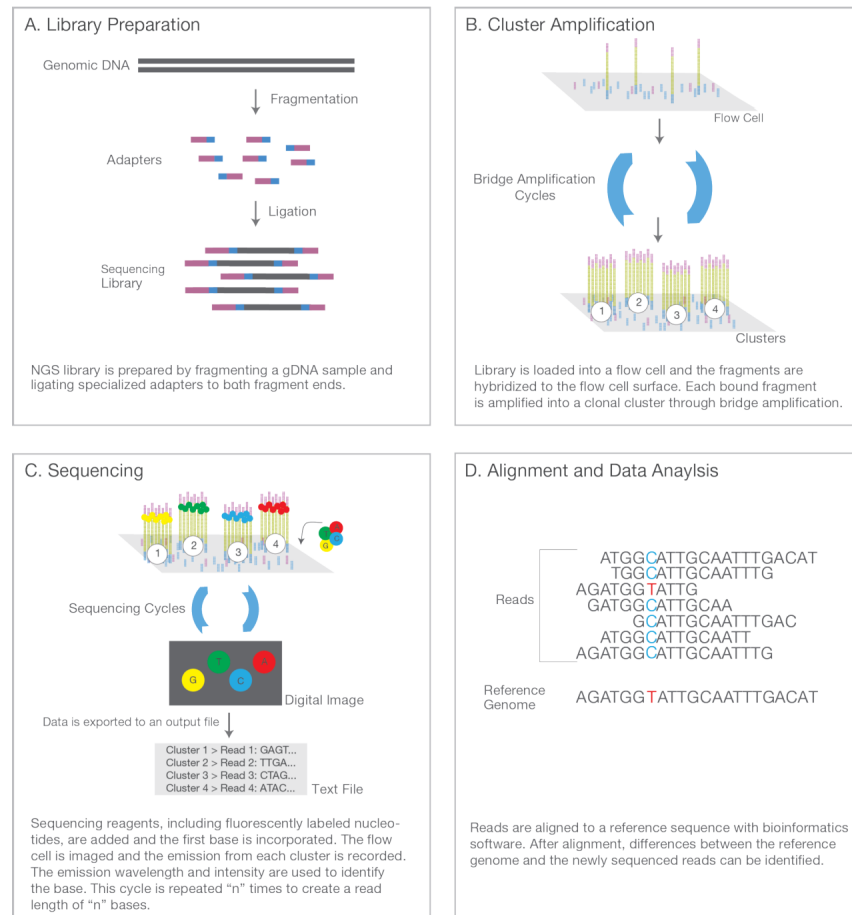 A. Library Preparation
Genomic DNA
Fragmentation
Adapters
Ligation
Sequencing
Library
NGS library is prepared by fragmenting a gDNA sample and
ligating specialized adapters to both fragment ends.
B. Cluster Amplification
Flow Cell
Bridge Amplification
Cycles
1
2
3
4
Clusters
Library is loaded into a flow cell and the fragments are
hybridized to the flow cell surface. Each bound fragment
is amplified into a clonal cluster through bridge amplification.
C. Sequencing
1
2
3
4
T
A
G
C
Sequencing Cycles
T
A
G
C
Digital Image
Data is exported to an output file
Cluster 1 > Read 1: GAGT...
Cluster 2 > Read 2: TTGA...
Cluster 3 > Read 3: CTAG...
Cluster 4 > Read 4: ATAC...
Text File
Sequencing reagents, including fluorescently labeled nucleo-
tides, are added and the first base is incorporated. The flow
cell is imaged and the emission from each cluster is recorded.
The emission wavelength and intensity are used to identify
the base. This cycle is repeated “n” times to create a read
length of “n” bases.
D. Alignment and Data Anaylsis
Reads
ATGGCATTGCAATTTGACAT
TGGCATTGCAATTTG
AGATGGTATTG
GATGGCATTGCAA
GCATTGCAATTTGAC
ATGGCATTGCAATT
AGATGGCATTGCAATTTG
Reference
Genome
AGATGGTATTGCAATTTGACAT
Reads are aligned to a reference sequence with bioinformatics
software. After alignment, differences between the reference
genome and the newly sequenced reads can be identified.